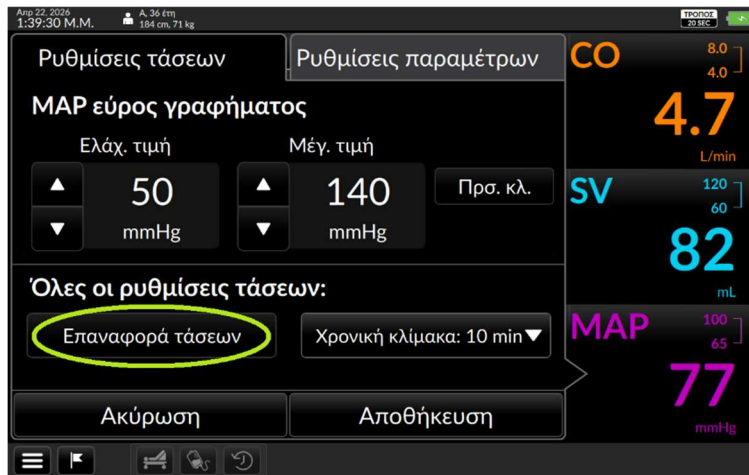 Απρ 22, 2026
1:39:30 Μ.Μ.
Α, 36 έτη
184 cm, 71 kg
ΤΡΟΠΟΣ
20 SEC
Ρυθμίσεις τάσεων
Ρυθμίσεις παραμέτρων
MAP εύρος γραφήματος
Ελάχ. τιμή
Μέγ. τιμή
50
mmHg
140
mmHg
Πρσ. κλ.
Όλες οι ρυθμίσεις τάσεων:
Επαναφορά τάσεων
Χρονική κλίμακα: 10 min
Ακύρωση
Αποθήκευση
CO
8.0
4.0
4.7
L/min
SV
120
60
82
mL
MAP
100
65
77
mmHg